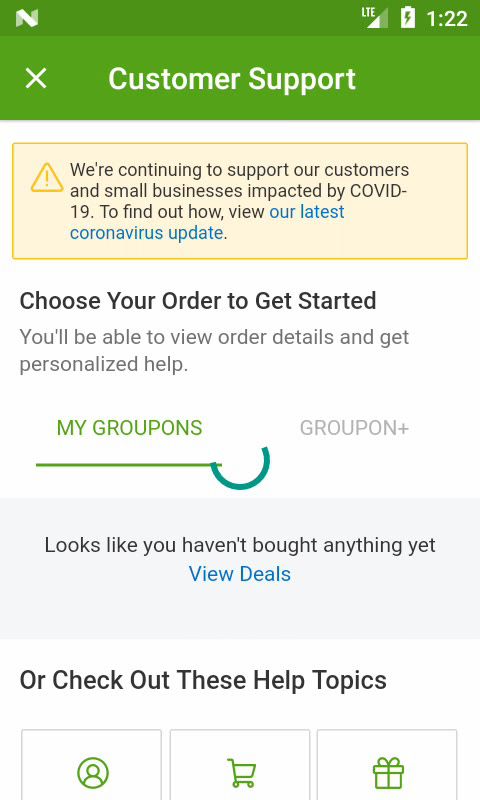 LTE 1:22
Customer Support
We're continuing to support our customers
and small businesses impacted by COVID-
19. To find out how, view our latest
coronavirus update.
Choose Your Order to Get Started
You'll be able to view order details and get
personalized help.
MY GROUPONS GROUPON+
Looks like you haven't bought anything yet
View Deals
Or Check Out These Help Topics